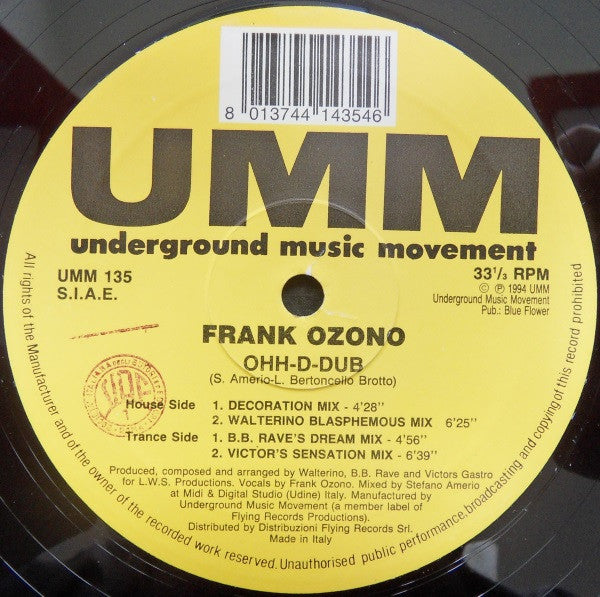 8 013744 143546
UMM
underground music movement
UMM 135
S.I.A.E.
33 1/3 RPM
© ℗ 1994 UMM
Underground Music Movement
Pub.: Blue Flower
FRANK OZONO
OHH-D-DUB
(S. Amerio-L. Bertoncello Brotto)
House Side 1. DECORATION MIX - 4'28"
2. WALTERINO BLASPHEMOUS MIX 6'25"
Trance Side 1. B.B. RAVE'S DREAM MIX - 4'56"
2. VICTOR'S SENSATION MIX - 6'39"
Produced, composed and arranged by Walterino, B.B. Rave and Victors Gastro
for L.W.S. Productions. Vocals by Frank Ozono. Mixed by Stefano Amerio
at Midi & Digital Studio (Udine) Italy. Manufactured by
Underground Music Movement (a member label of
Flying Records Productions).
Distributed by Distribuzioni Flying Records Srl.
Made in Italy
All rights of the Manufacturer and of the owner of the recorded work reserved. Unauthorised public performance, broadcasting and copying of this record prohibited